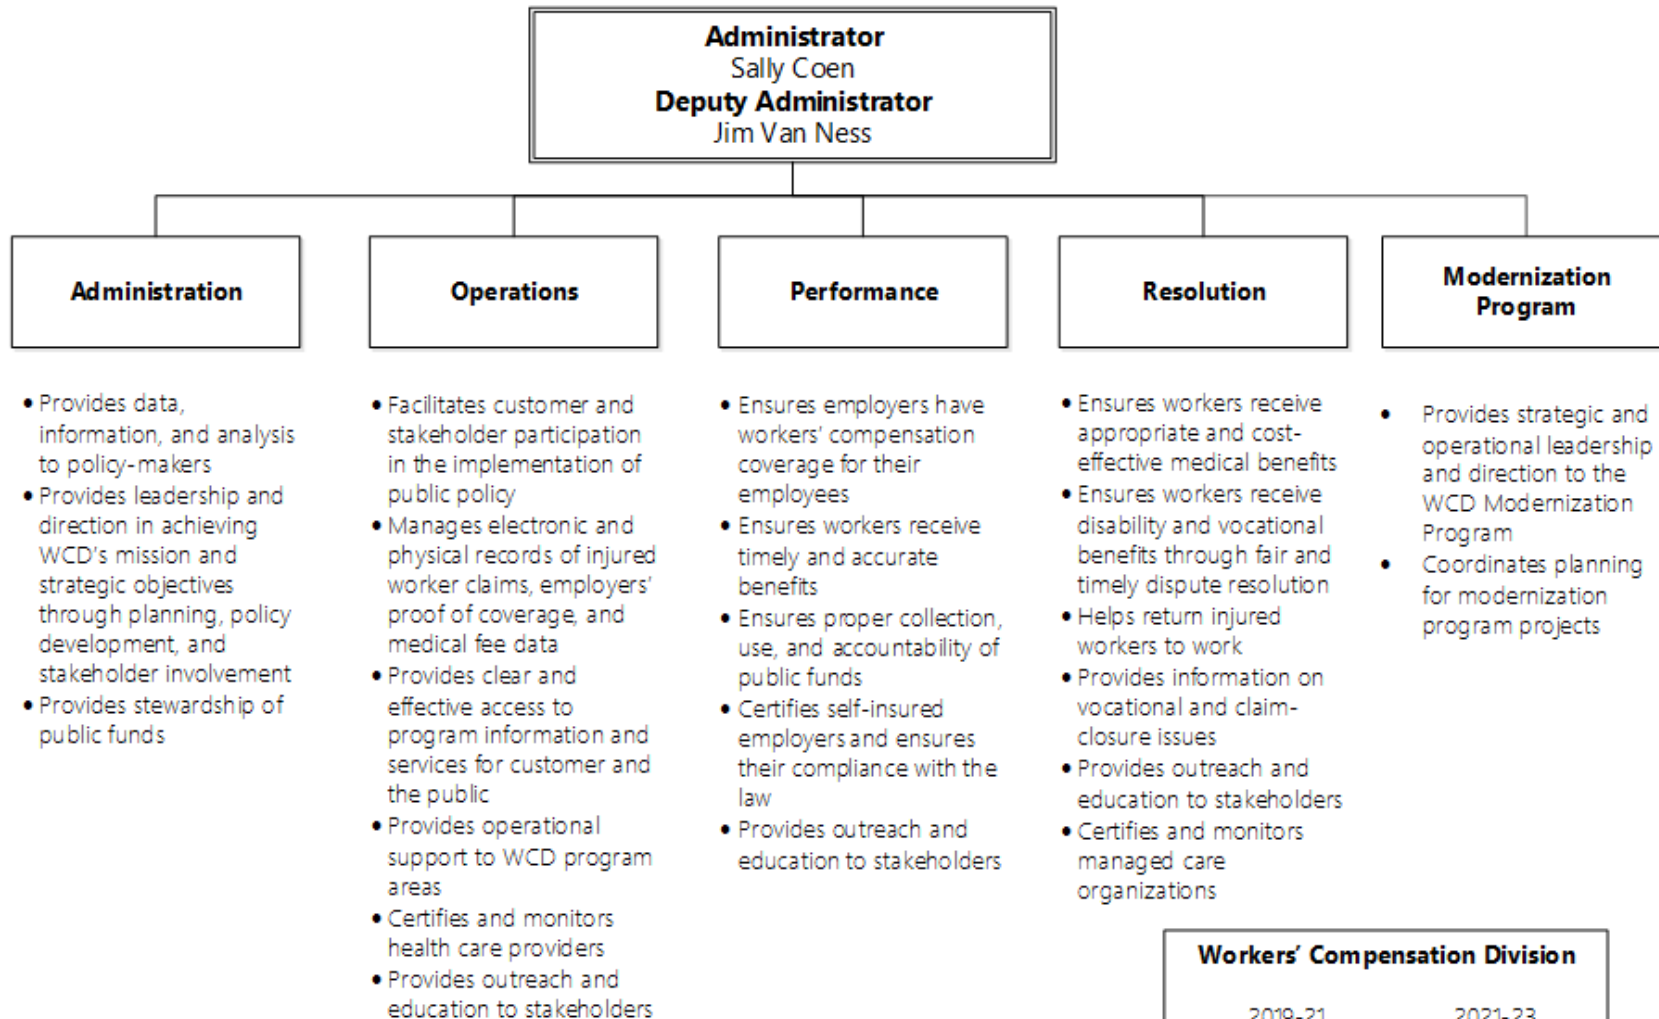 Administrator
Sally Coen
Deputy Administrator
Jim Van Ness
Administration
Operations
Performance
Resolution
Modernization
Program
• Provides data,
information, and analysis
to policy-makers
• Provides leadership and
direction in achieving
WCD's mission and
strategic objectives
through planning, policy
development, and
stakeholder involvement
• Provides stewardship of
public funds
• Facilitates customer and
stakeholder participation
in the implementation of
public policy
• Manages electronic and
physical records of injured
worker claims, employers'
proof of coverage, and
medical fee data
• Provides clear and
effective access to
program information and
services for customer and
the public
• Provides operational
support to WCD program
areas
• Certifies and monitors
health care providers
• Provides outreach and
education to stakeholders
• Ensures employers have
workers' compensation
coverage for their
employees
• Ensures workers receive
timely and accurate
benefits
• Ensures proper collection,
use, and accountability of
public funds
• Certifies self-insured
employers and ensures
their compliance with the
law
• Provides outreach and
education to stakeholders
• Ensures workers receive
appropriate and cost-
effective medical benefits
• Ensures workers receive
disability and vocational
benefits through fair and
timely dispute resolution
• Helps return injured
workers to work
• Provides information on
vocational and claim-
closure issues
• Provides outreach and
education to stakeholders
• Certifies and monitors
managed care
organizations
• Provides strategic and
operational leadership
and direction to the
WCD Modernization
Program
• Coordinates planning
for modernization
program projects
Workers' Compensation Division
2019-21 2021-23